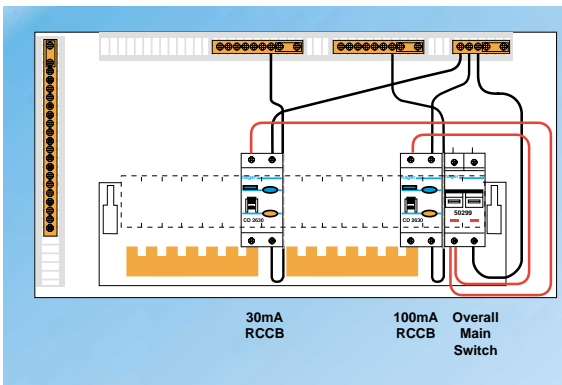 CD 2630
CD 2630
50299
30mA
RCCB
100mA
RCCB
Overall
Main
Switch